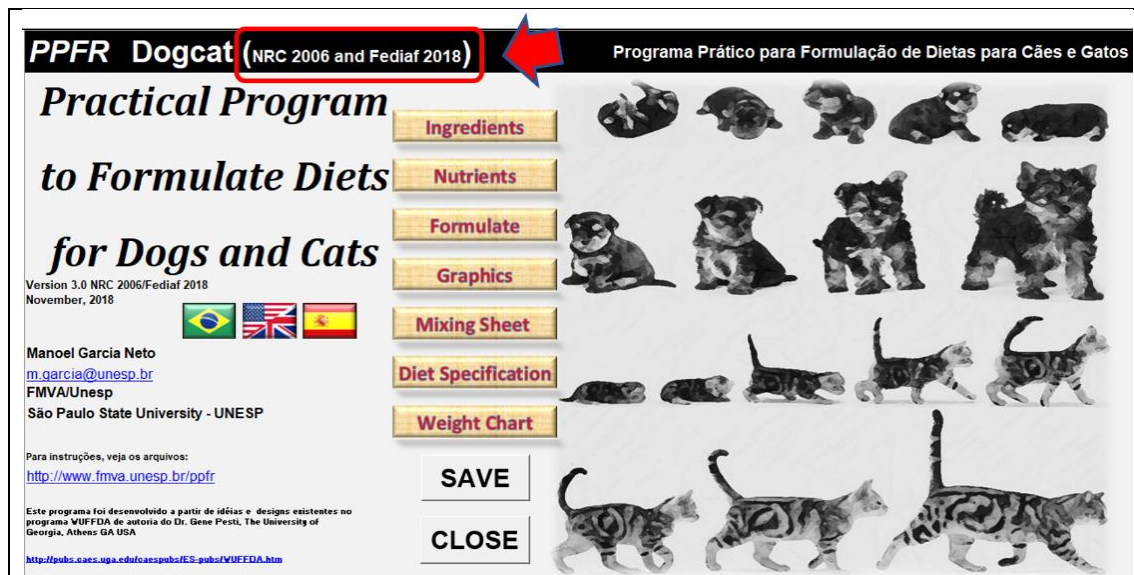 PPFR Dogcat (NRC 2006 and Fediaf 2018)
Programa Prático para Formulação de Dietas para Cães e Gatos
Practical Program
to Formulate Diets
for Dogs and Cats
Version 3.0 NRC 2006/Fediaf 2018
November, 2018
Manoel Garcia Neto
m.garcia@unesp.br
FMVA/Unesp
São Paulo State University - UNESP
Para instruções, veja os arquivos:
http://www.fmva.unesp.br/ppfr
Este programa foi desenvolvido a partir de idéias e designs existentes no
programa WUFFDA de autoria do Dr. Gene Pesti, The University of
Georgia, Athens GA USA
http://pubs.caes.uga.edu/caespubs/ES-pubs/WUFFDA.htm
Ingredients
Nutrients
Formulate
Graphics
Mixing Sheet
Diet Specification
Weight Chart
SAVE
CLOSE